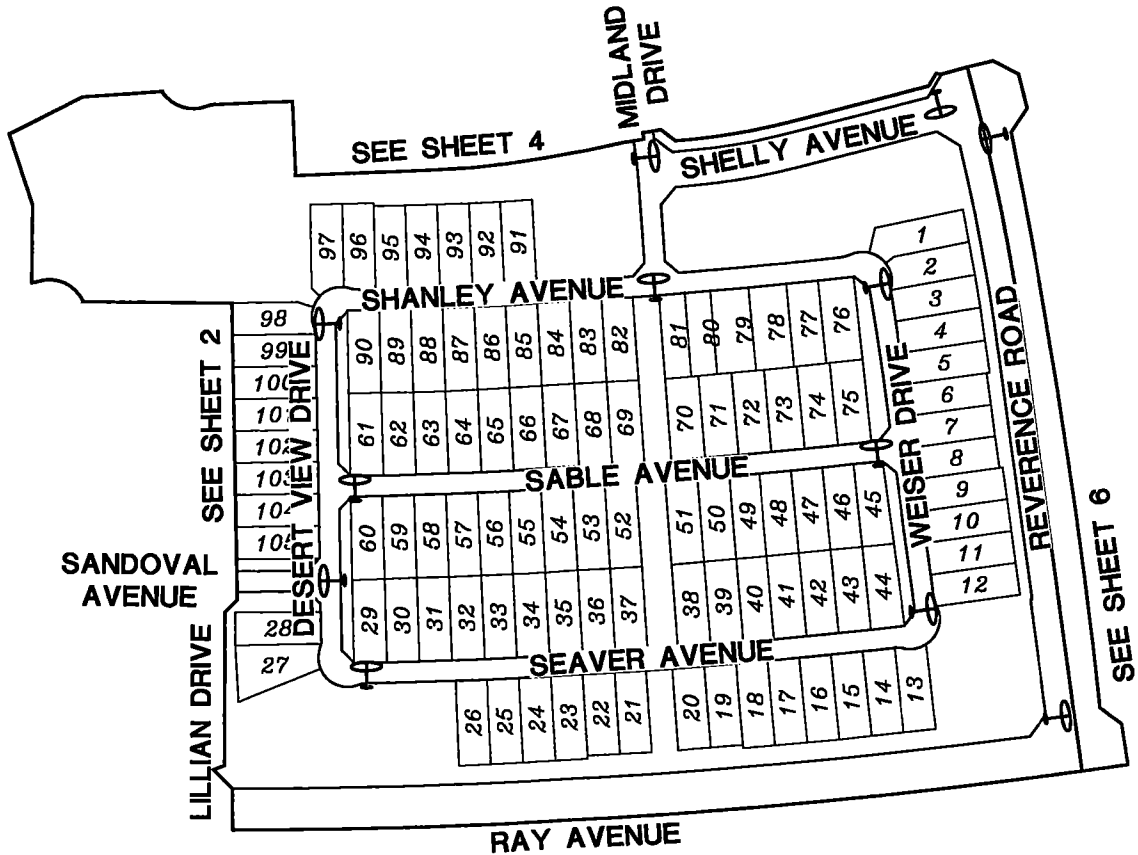 MIDLAND
DRIVE
SEE SHEET 4
SHELLY AVENUE
97 96 95 94 93 92 91
1
2
3
4
5
6
7
8
9
10
11
12
SHANLEY AVENUE
98
99
100
101
102
103
104
105
SEE SHEET 2
DESERT VIEW DRIVE
90 89 88 87 86 85 84 83 82 81 80 79 78 77 76
61 62 63 64 65 66 67 68 69 70 71 72 73 74 75
WEISER DRIVE
REVERENCE ROAD
SABLE AVENUE
60 59 58 57 56 55 54 53 52 51 50 49 48 47 46 45
29 30 31 32 33 34 35 36 37 38 39 40 41 42 43 44
SANDOVAL
AVENUE
28
27
LILLIAN DRIVE
SEAVER AVENUE
26 25 24 23 22 21 20 19 18 17 16 15 14 13
SEE SHEET 6
RAY AVENUE